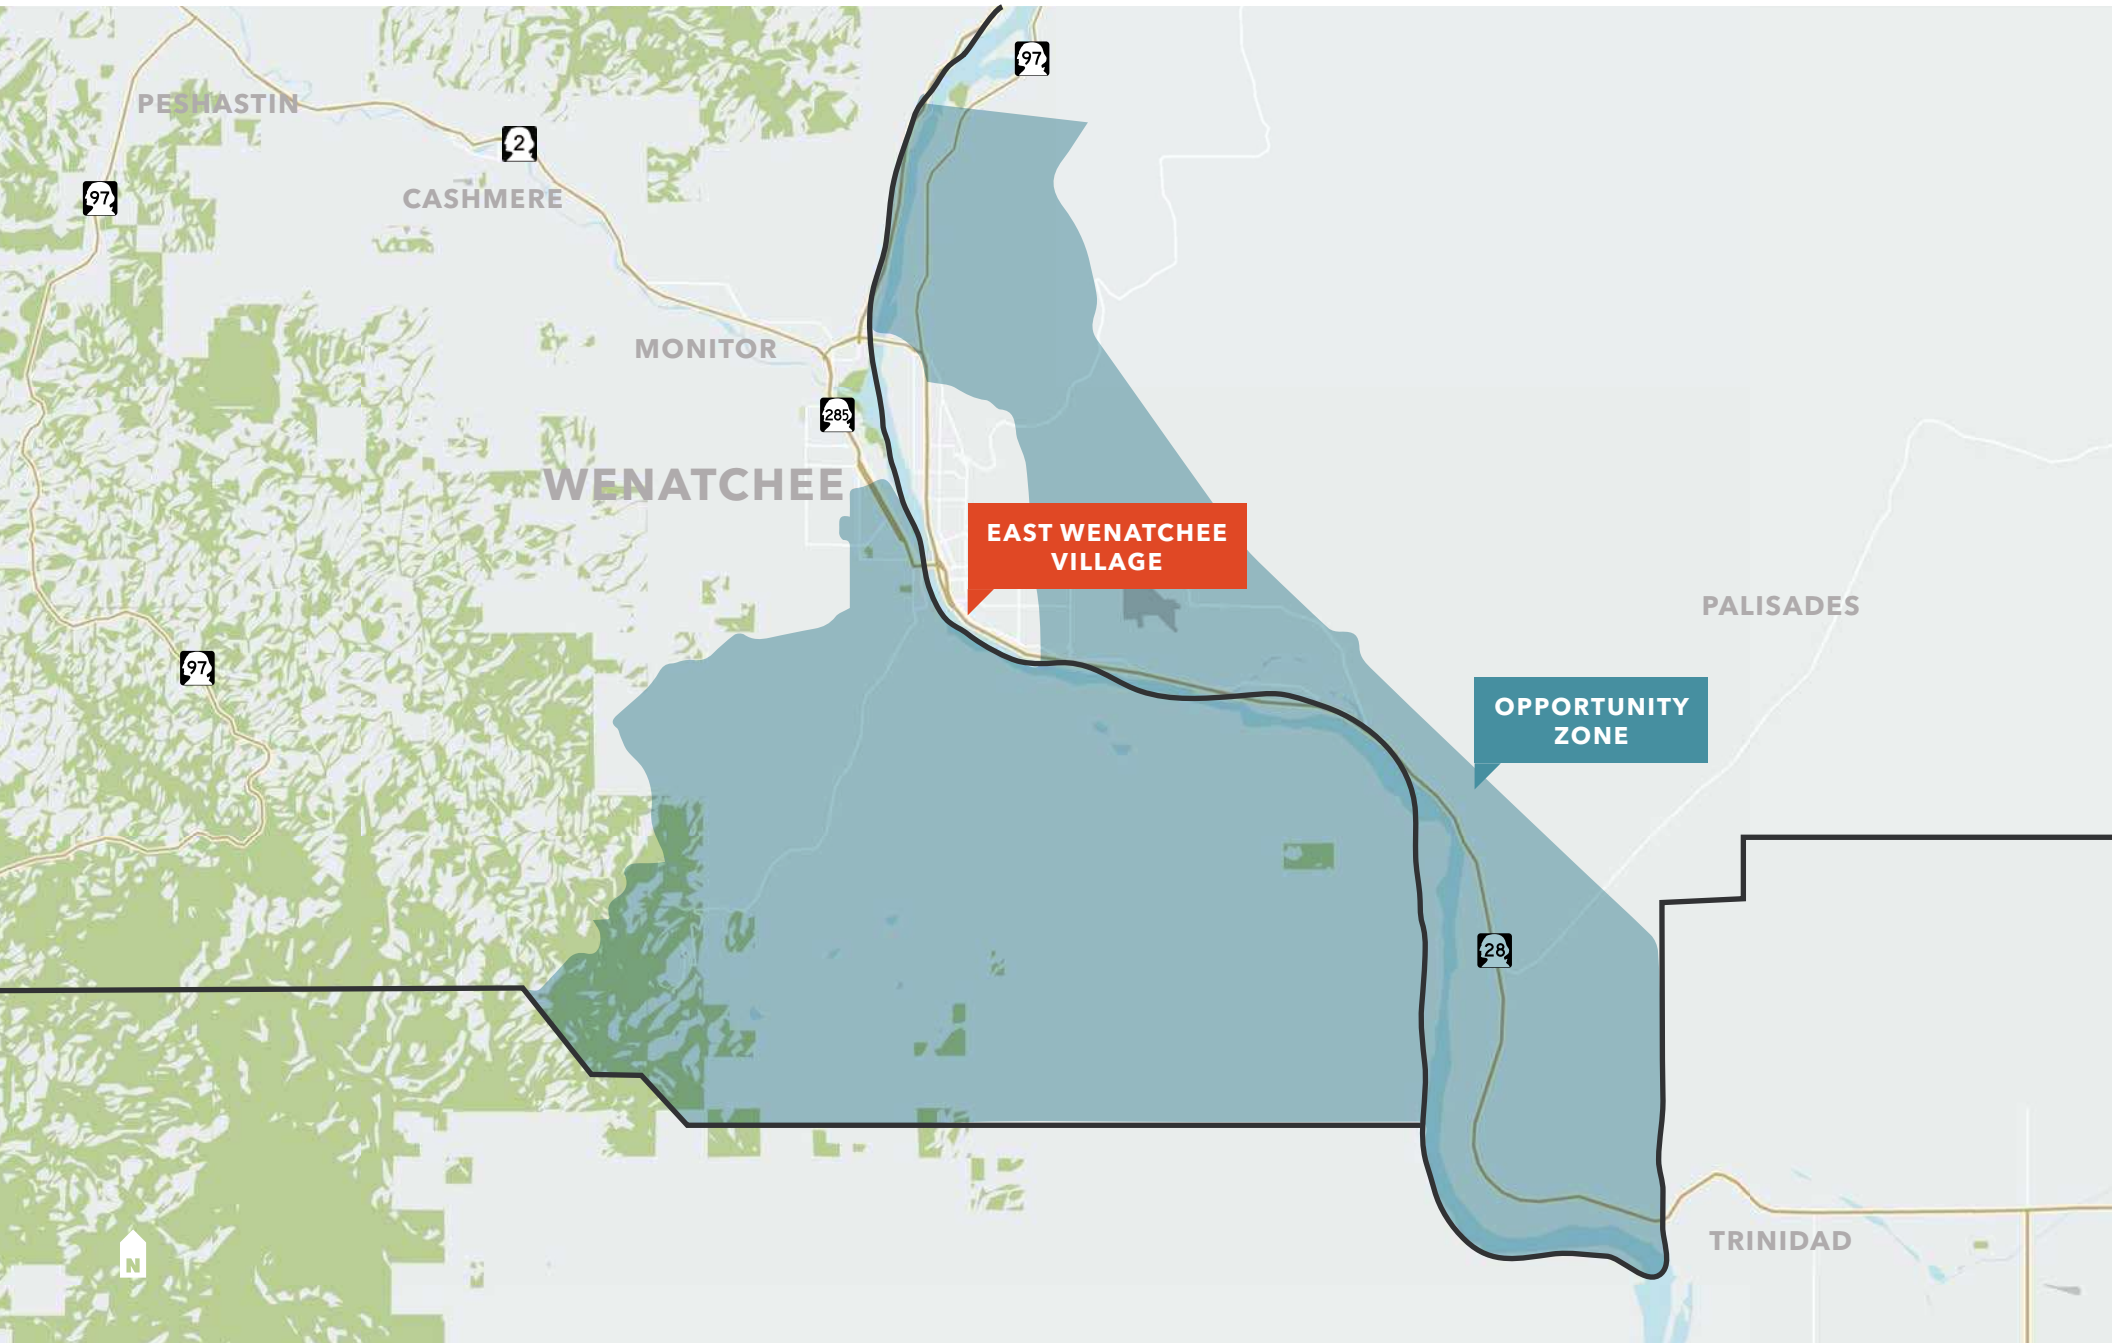 97
PESHASTIN
2
97
CASHMERE
MONITOR
285
WENATCHEE
EAST WENATCHEE
VILLAGE
PALISADES
97
OPPORTUNITY
ZONE
28
TRINIDAD
N